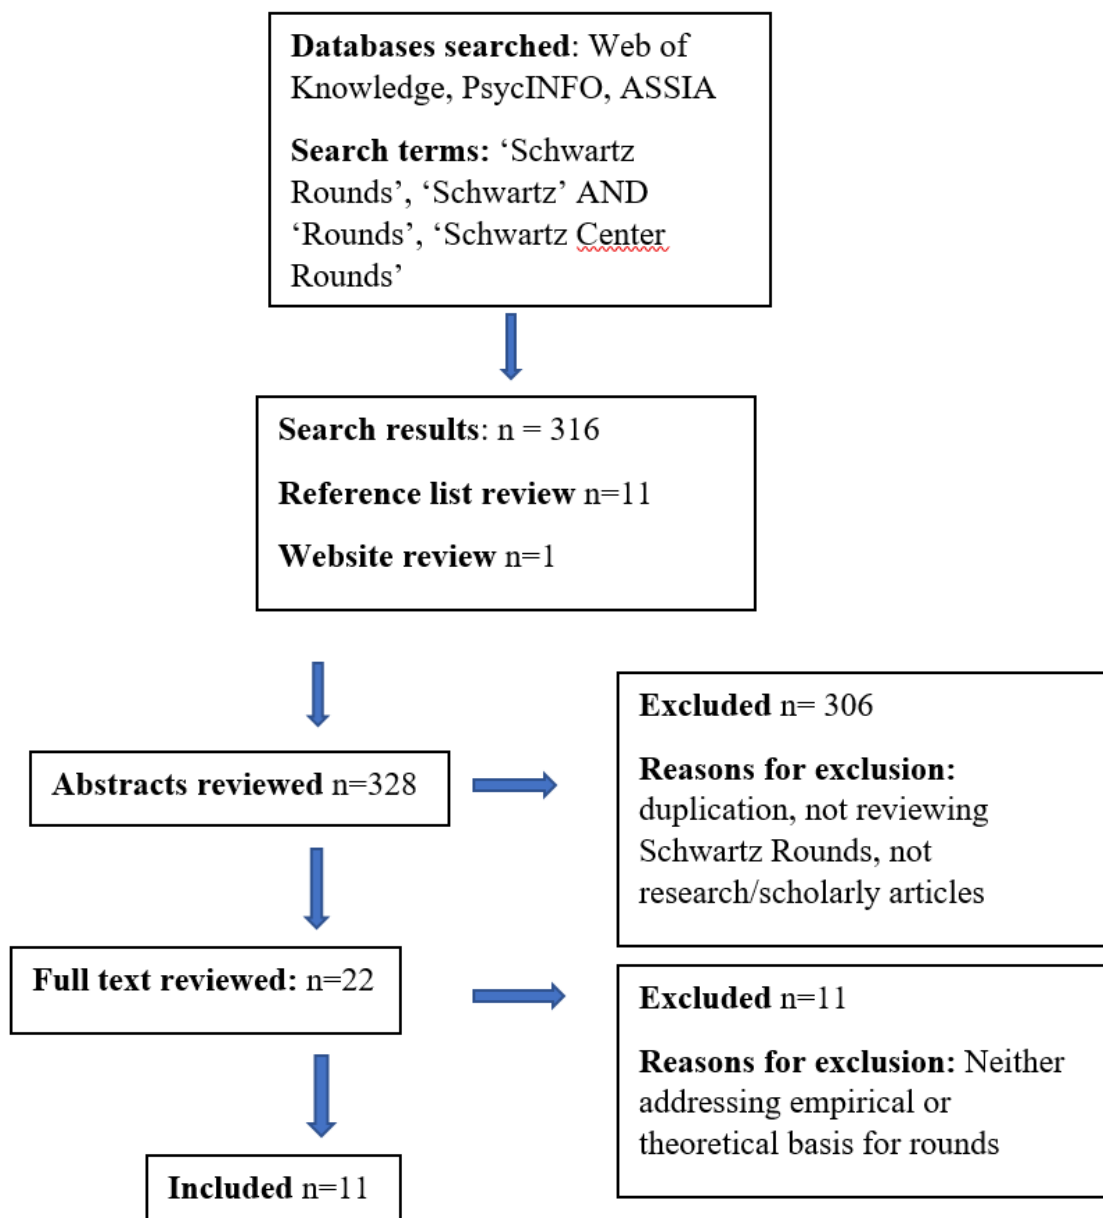 Databases searched: Web of
Knowledge, PsycINFO, ASSIA
Search terms: ‘Schwartz
Rounds’, ‘Schwartz’ AND
‘Rounds’, ‘Schwartz Center
Rounds’
Search results: n = 316
Reference list review n=11
Website review n=1
Abstracts reviewed n=328
Excluded n= 306
Reasons for exclusion:
duplication, not reviewing
Schwartz Rounds, not
research/scholarly articles
Full text reviewed: n=22
Excluded n=11
Reasons for exclusion: Neither
addressing empirical or
theoretical basis for rounds
Included n=11